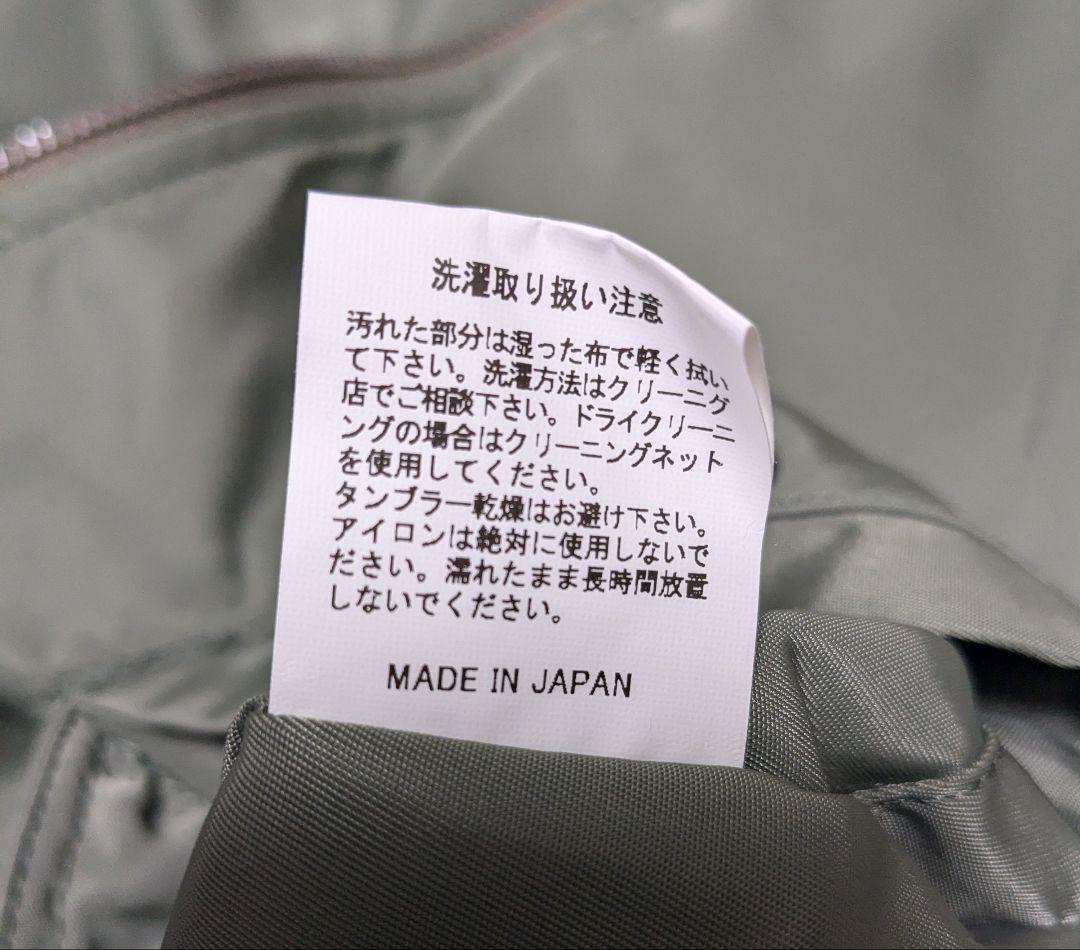 洗濯取り扱い注意
汚れた部分は湿った布で軽く拭い
て下さい。洗濯方法はクリーニング
店でご相談下さい。ドライクリーニ
ングの場合はクリーニングネット
を使用してください。
タンブラー乾燥はお避け下さい。
アイロンは絶対に使用しないで
ださい。濡れたまま長時間放置
しないでください。
MADE IN JAPAN